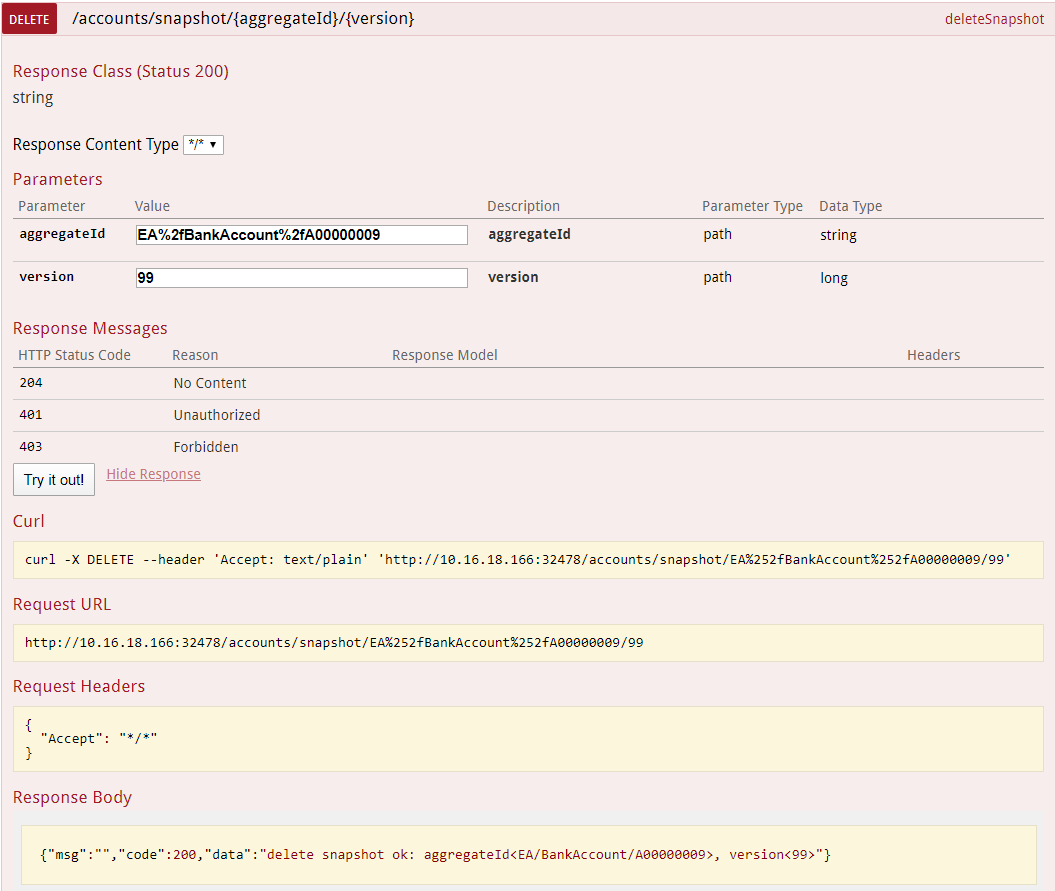 DELETE /accounts/snapshot/{aggregateId}/{version} deleteSnapshot
Response Class (Status 200)
string
Response Content Type */* ▼
Parameters
Parameter Value Description Parameter Type Data Type
aggregateId EA%2fBankAccount%2fA00000009 aggregateId path string
version 99 version path long
Response Messages
HTTP Status Code Reason Response Model Headers
204 No Content
401 Unauthorized
403 Forbidden
Try it out! Hide Response
Curl
curl -X DELETE --header 'Accept: text/plain' 'http://10.16.18.166:32478/accounts/snapshot/EA%252fBankAccount%252fA00000009/99'
Request URL
http://10.16.18.166:32478/accounts/snapshot/EA%252fBankAccount%252fA00000009/99
Request Headers
{
"Accept": "*/*"
}
Response Body
{"msg":"","code":200,"data":"delete snapshot ok: aggregateId<EA/BankAccount/A00000009>, version<99>"}